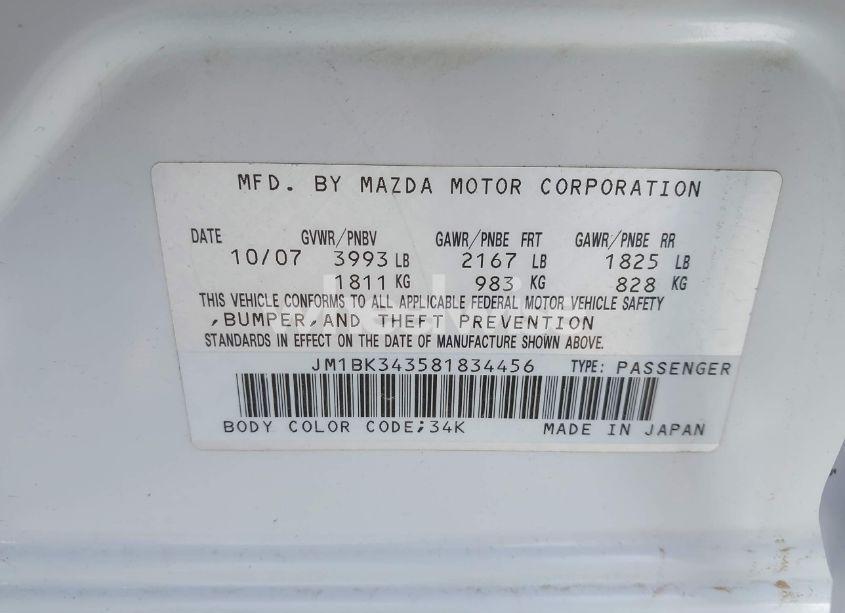 MFD. BY MAZDA MOTOR CORPORATION
DATE GVWR/PNBV GAWR/PNBE FRT GAWR/PNBE RR
10/07 3993 LB 2167 LB 1825 LB
1811 KG 983 KG 828 KG
THIS VEHICLE CONFORMS TO ALL APPLICABLE FEDERAL MOTOR VEHICLE SAFETY
,BUMPER,AND THEFT PREVENTION
STANDARDS IN EFFECT ON THE DATE OF MANUFACTURE SHOWN ABOVE.
JM1BK343581834456 TYPE: PASSENGER
BODY COLOR CODE;34K MADE IN JAPAN